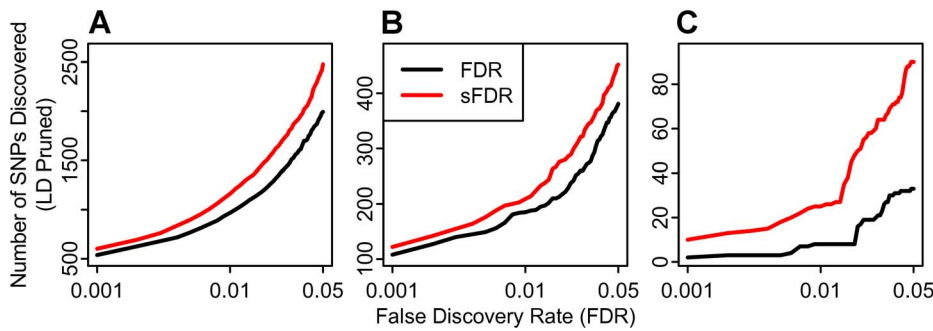 A B C
Number of SNPs Discovered
(LD Pruned)
500 1500 2500
0.001 0.01 0.05
FDR
sFDR
100 200 300 400
0.001 0.01 0.05
0 20 40 60 80
0.001 0.01 0.05
False Discovery Rate (FDR)